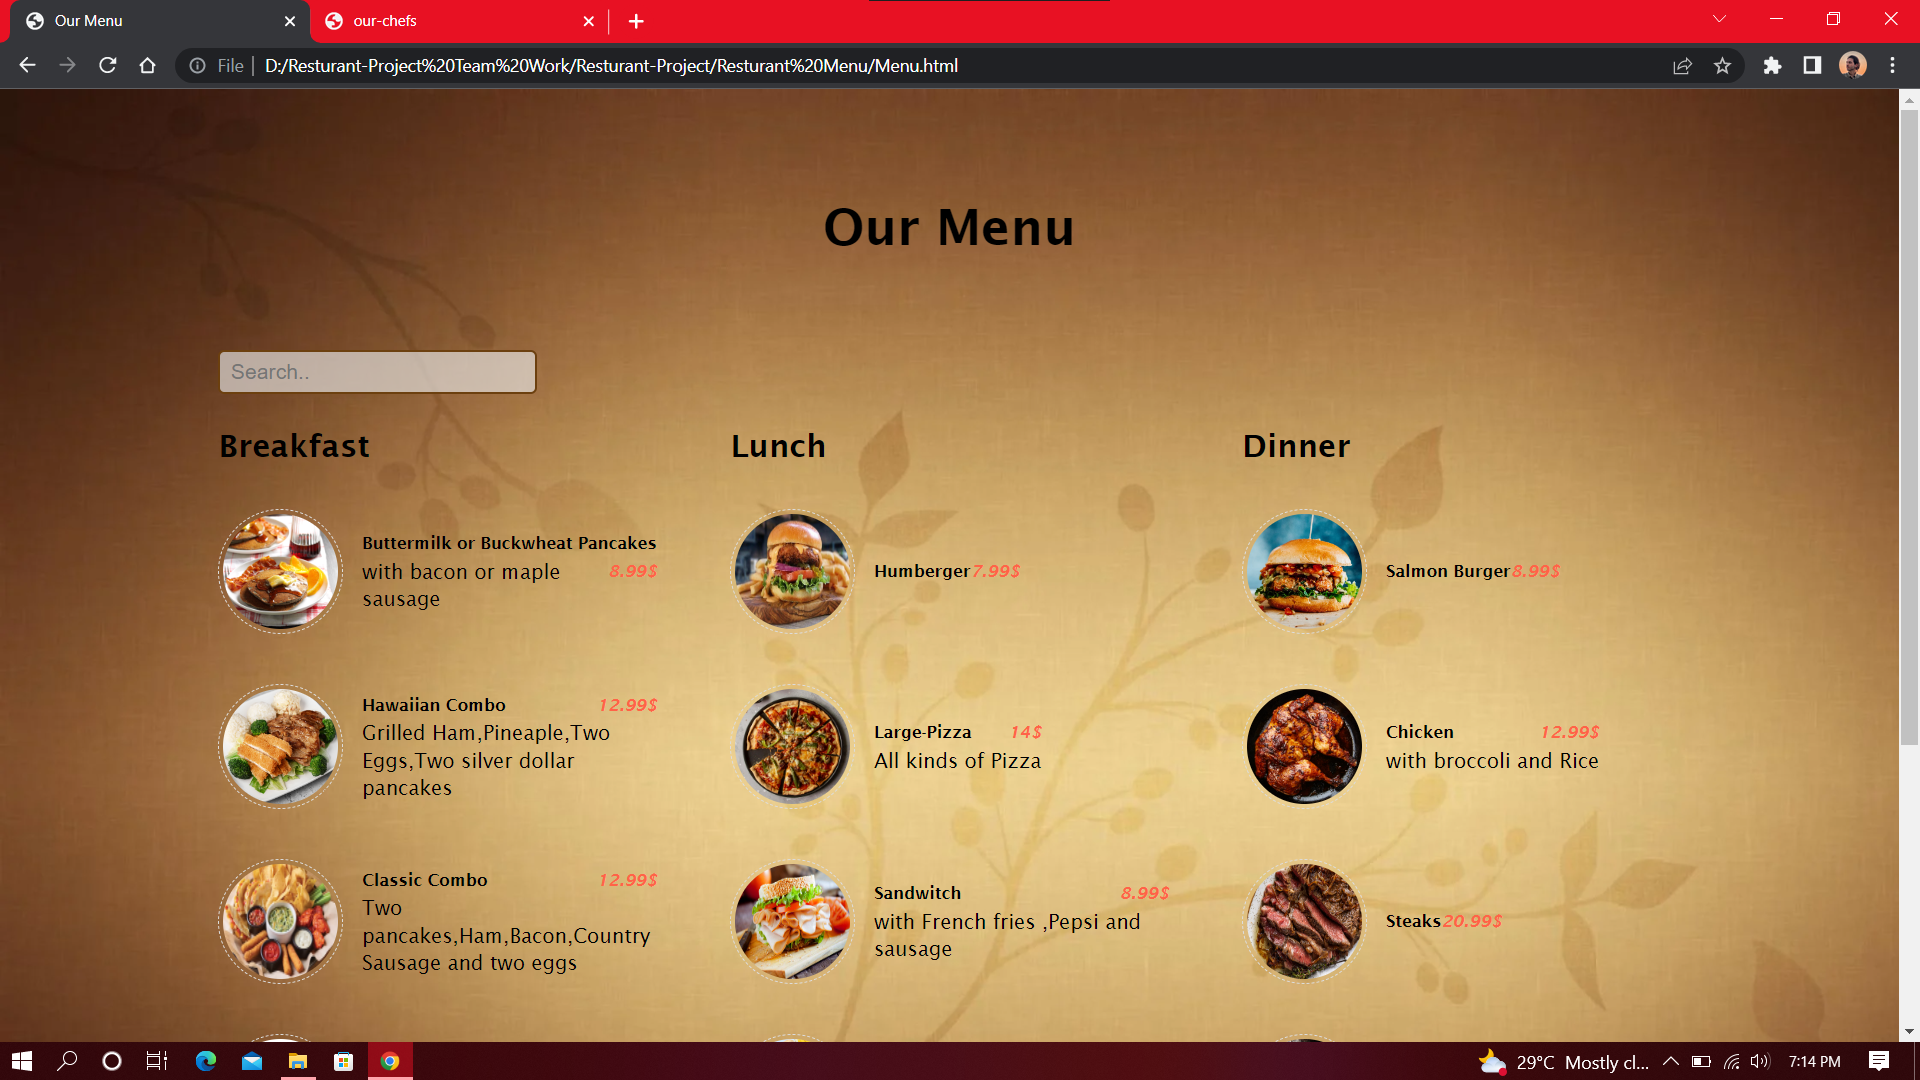 Our Menu
our-chefs
File
D:/Resturant-Project%20Team%20Work/Resturant-Project/Resturant%20Menu/Menu.html
Our Menu
Search..
Breakfast
Buttermilk or Buckwheat Pancakes
with bacon or maple 8.99$
sausage
Hawaiian Combo 12.99$
Grilled Ham,Pineaple,Two
Eggs,Two silver dollar
pancakes
Classic Combo 12.99$
Two
pancakes,Ham,Bacon,Country
Sausage and two eggs
Lunch
Humberger7.99$
Large-Pizza 14$
All kinds of Pizza
Sandwitch 8.99$
with French fries ,Pepsi and
sausage
Dinner
Salmon Burger8.99$
Chicken 12.99$
with broccoli and Rice
Steaks20.99$
29°C Mostly cl...
7:14 PM